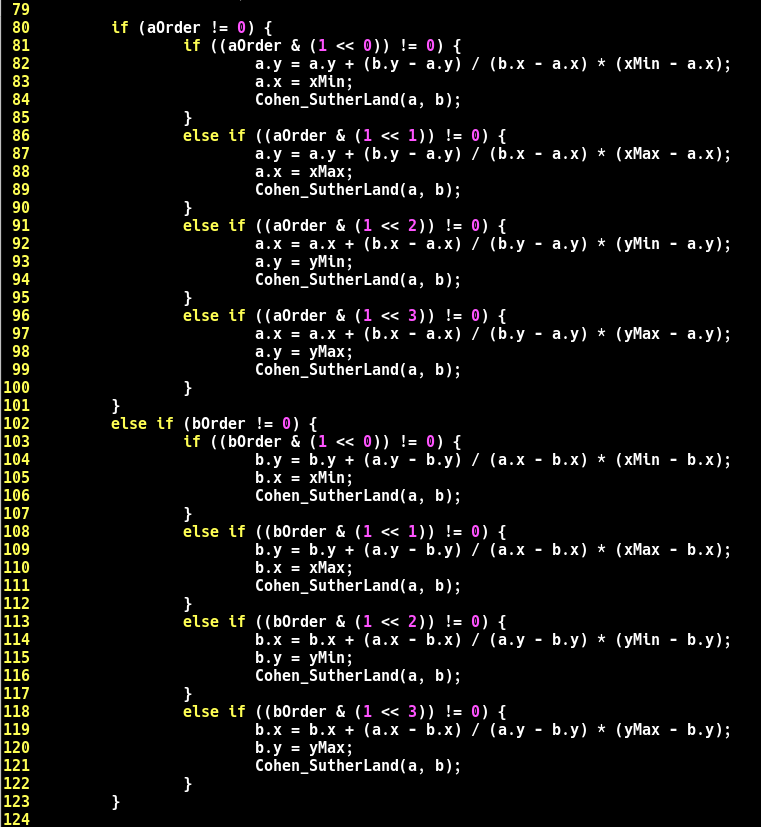 79
80 if (aOrder != 0) {
81 if ((aOrder & (1 << 0)) != 0) {
82 a.y = a.y + (b.y - a.y) / (b.x - a.x) * (xMin - a.x);
83 a.x = xMin;
84 Cohen_SutherLand(a, b);
85 }
86 else if ((aOrder & (1 << 1)) != 0) {
87 a.y = a.y + (b.y - a.y) / (b.x - a.x) * (xMax - a.x);
88 a.x = xMax;
89 Cohen_SutherLand(a, b);
90 }
91 else if ((aOrder & (1 << 2)) != 0) {
92 a.x = a.x + (b.x - a.x) / (b.y - a.y) * (yMin - a.y);
93 a.y = yMin;
94 Cohen_SutherLand(a, b);
95 }
96 else if ((aOrder & (1 << 3)) != 0) {
97 a.x = a.x + (b.x - a.x) / (b.y - a.y) * (yMax - a.y);
98 a.y = yMax;
99 Cohen_SutherLand(a, b);
100 }
101 }
102 else if (bOrder != 0) {
103 if ((bOrder & (1 << 0)) != 0) {
104 b.y = b.y + (a.y - b.y) / (a.x - b.x) * (xMin - b.x);
105 b.x = xMin;
106 Cohen_SutherLand(a, b);
107 }
108 else if ((bOrder & (1 << 1)) != 0) {
109 b.y = b.y + (a.y - b.y) / (a.x - b.x) * (xMax - b.x);
110 b.x = xMax;
111 Cohen_SutherLand(a, b);
112 }
113 else if ((bOrder & (1 << 2)) != 0) {
114 b.x = b.x + (a.x - b.x) / (a.y - b.y) * (yMin - b.y);
115 b.y = yMin;
116 Cohen_SutherLand(a, b);
117 }
118 else if ((bOrder & (1 << 3)) != 0) {
119 b.x = b.x + (a.x - b.x) / (a.y - b.y) * (yMax - b.y);
120 b.y = yMax;
121 Cohen_SutherLand(a, b);
122 }
123 }
124